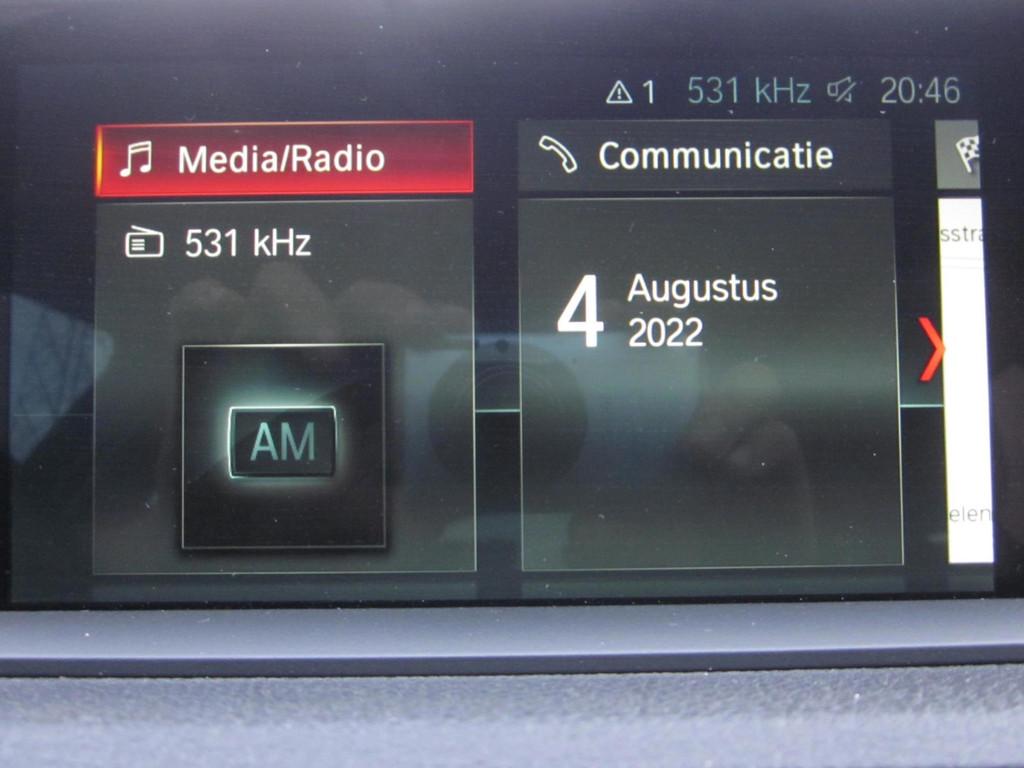 1 531 kHz 20:46
Media/Radio
531 kHz
AM
Communicatie
4 Augustus
2022